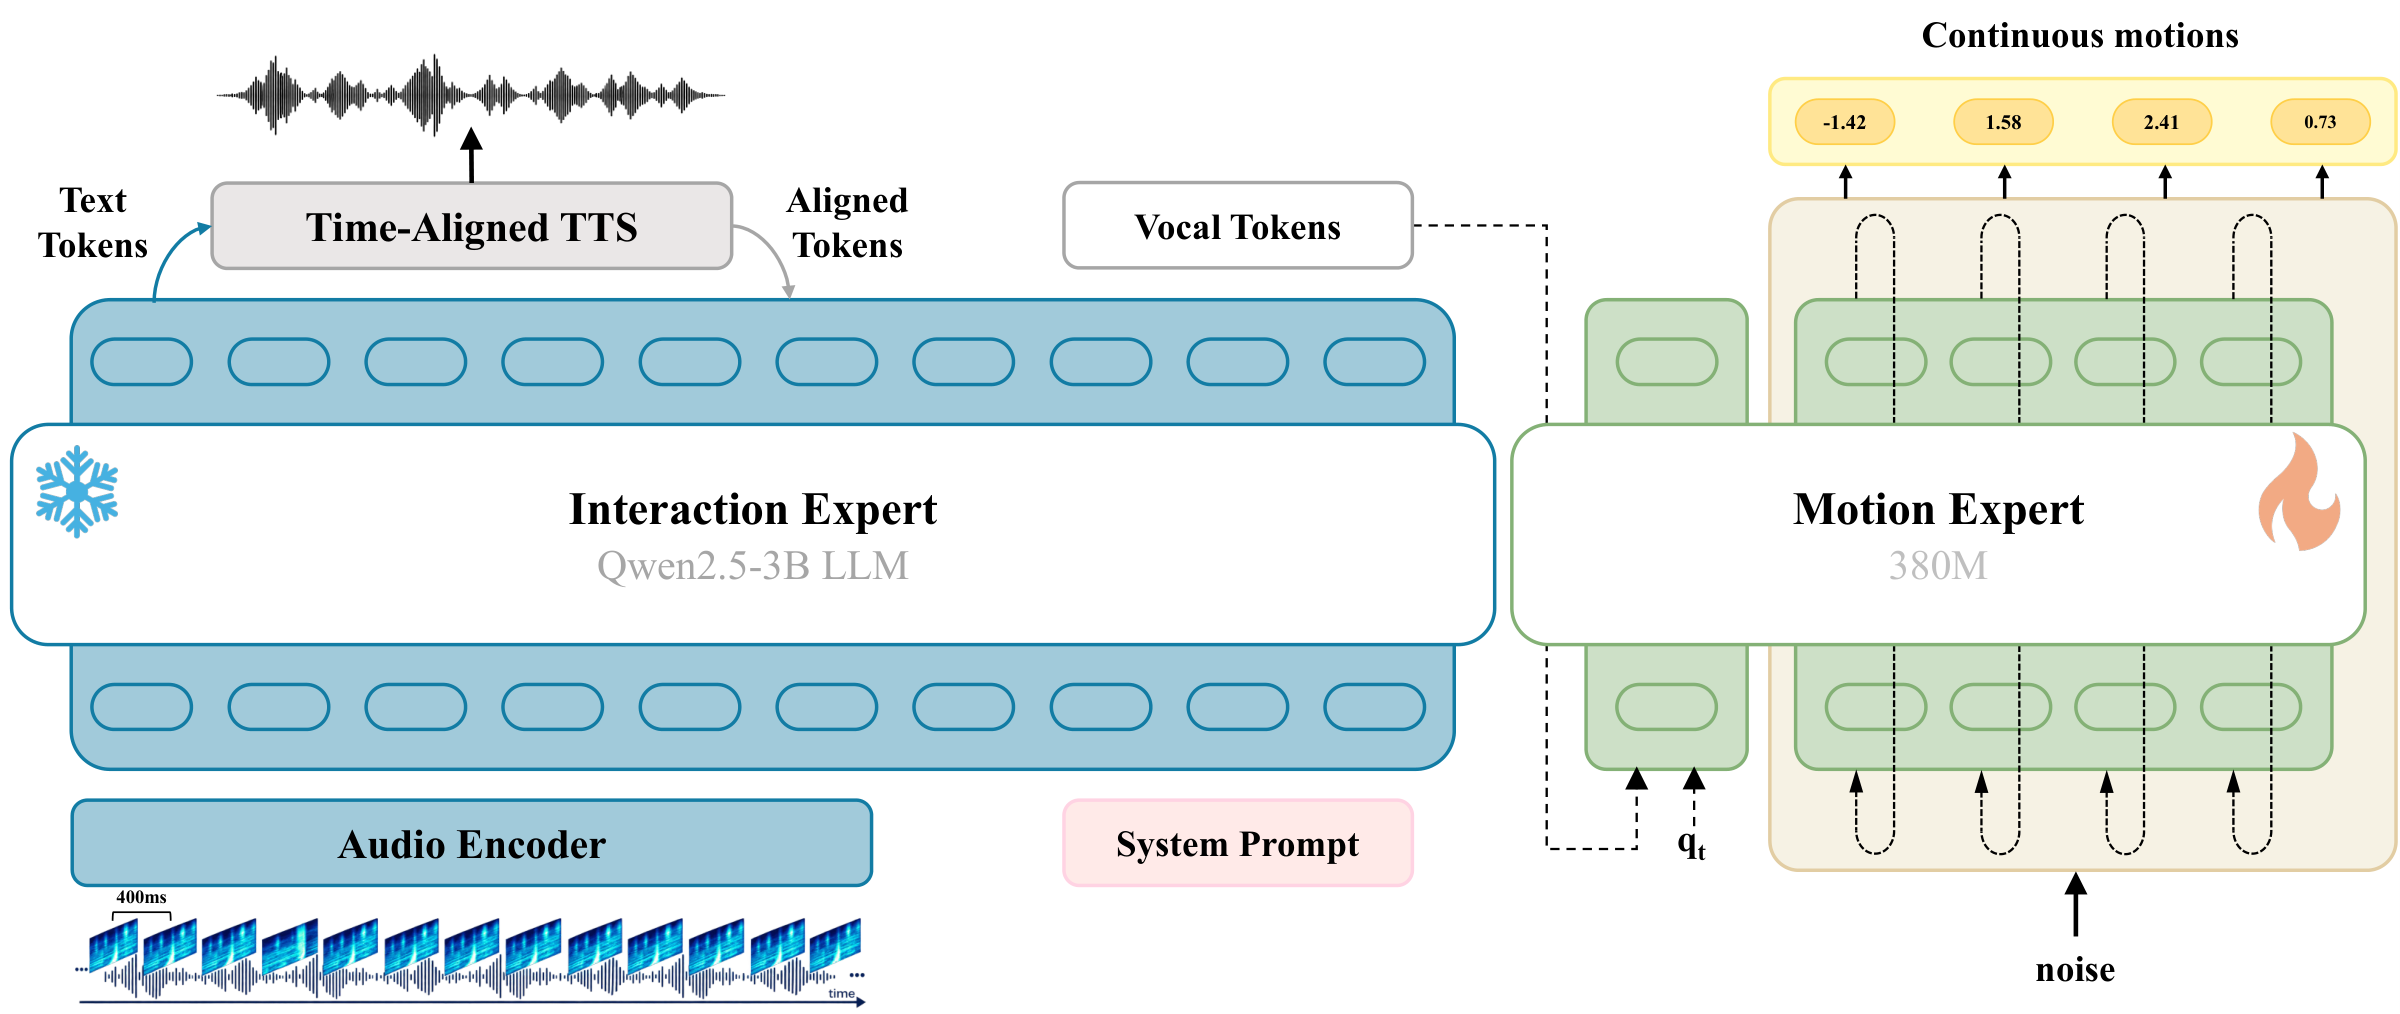 Continuous motions
-1.42 1.58 2.41 0.73
Text
Tokens
Time-Aligned TTS
Aligned
Tokens
Vocal Tokens
Interaction Expert
Qwen2.5-3B LLM
Motion Expert
380M
Audio Encoder
System Prompt
qt
400ms
...
...
time
noise